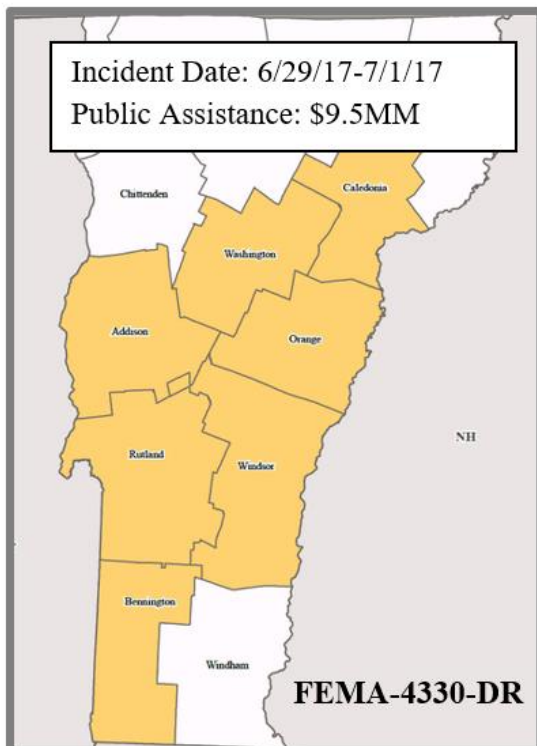 Incident Date: 6/29/17-7/1/17
Public Assistance: $9.5MM
Chittenden
Caledonia
Washington
Addison
Orange
NH
Rutland
Windsor
Bennington
Windham
FEMA-4330-DR